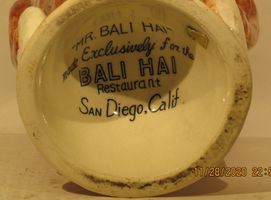 "MR. BALI HAI"
made Exclusively for the
BALI HAI
Restaurant
SAN DIEGO, CALIF.
11/28/2020 22:5